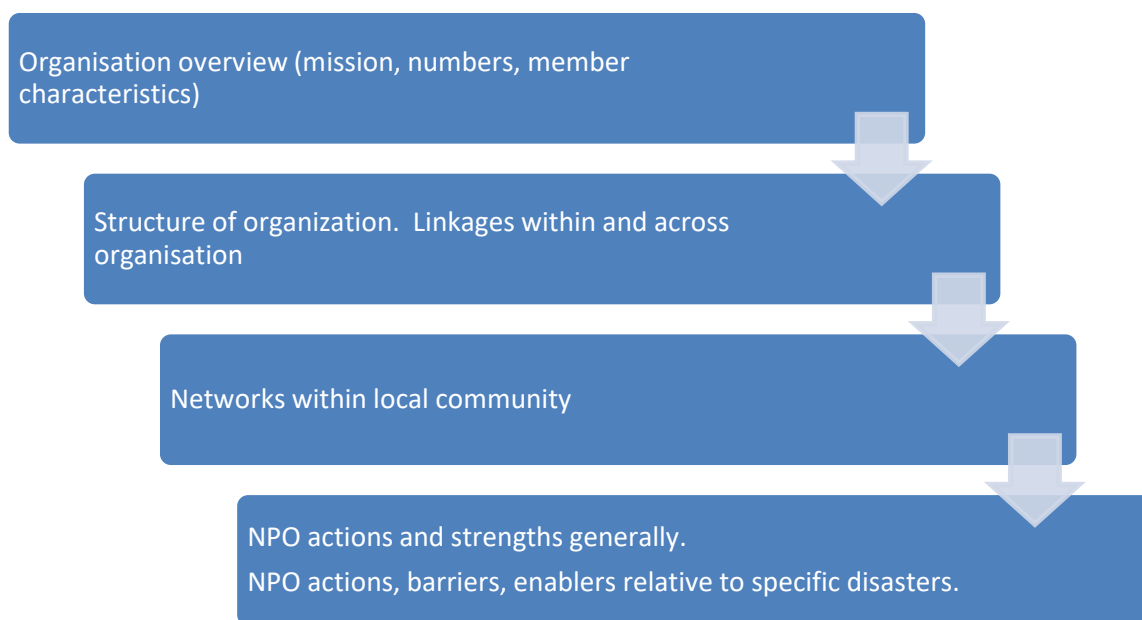 Organisation overview (mission, numbers, member
characteristics)
Structure of organization.  Linkages within and across
organisation
Networks within local community
NPO actions and strengths generally.
NPO actions, barriers, enablers relative to specific disasters.